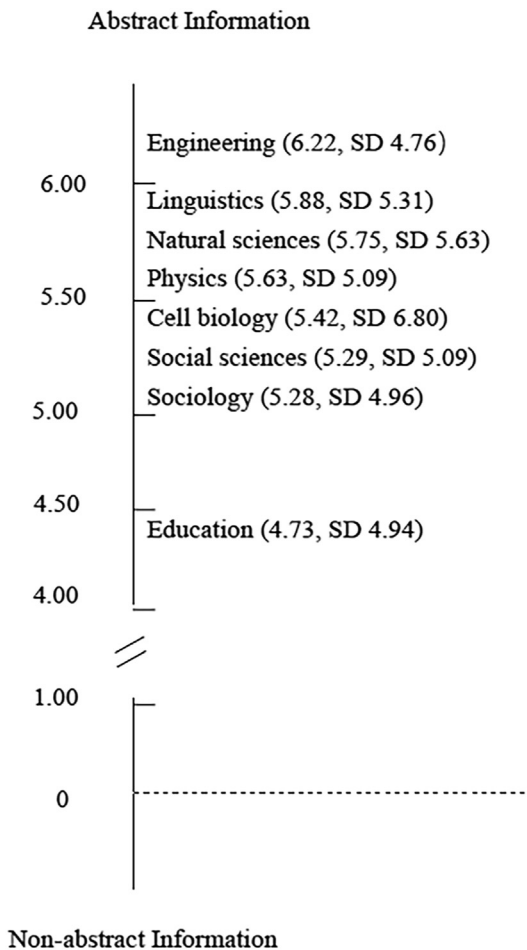 Abstract Information
Engineering (6.22, SD 4.76)
6.00
Linguistics (5.88, SD 5.31)
Natural sciences (5.75, SD 5.63)
Physics (5.63, SD 5.09)
5.50
Cell biology (5.42, SD 6.80)
Social sciences (5.29, SD 5.09)
Sociology (5.28, SD 4.96)
5.00
4.50
Education (4.73, SD 4.94)
4.00
1.00
0
Non-abstract Information